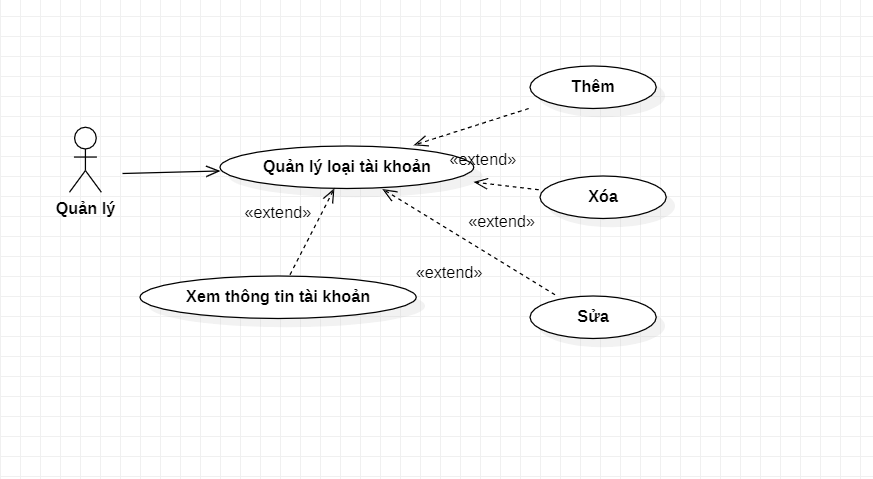 Thêm
«extend»
Quản lý loại tài khoản
Xóa
Quản lý
«extend»
«extend»
«extend»
Xem thông tin tài khoản
Sửa